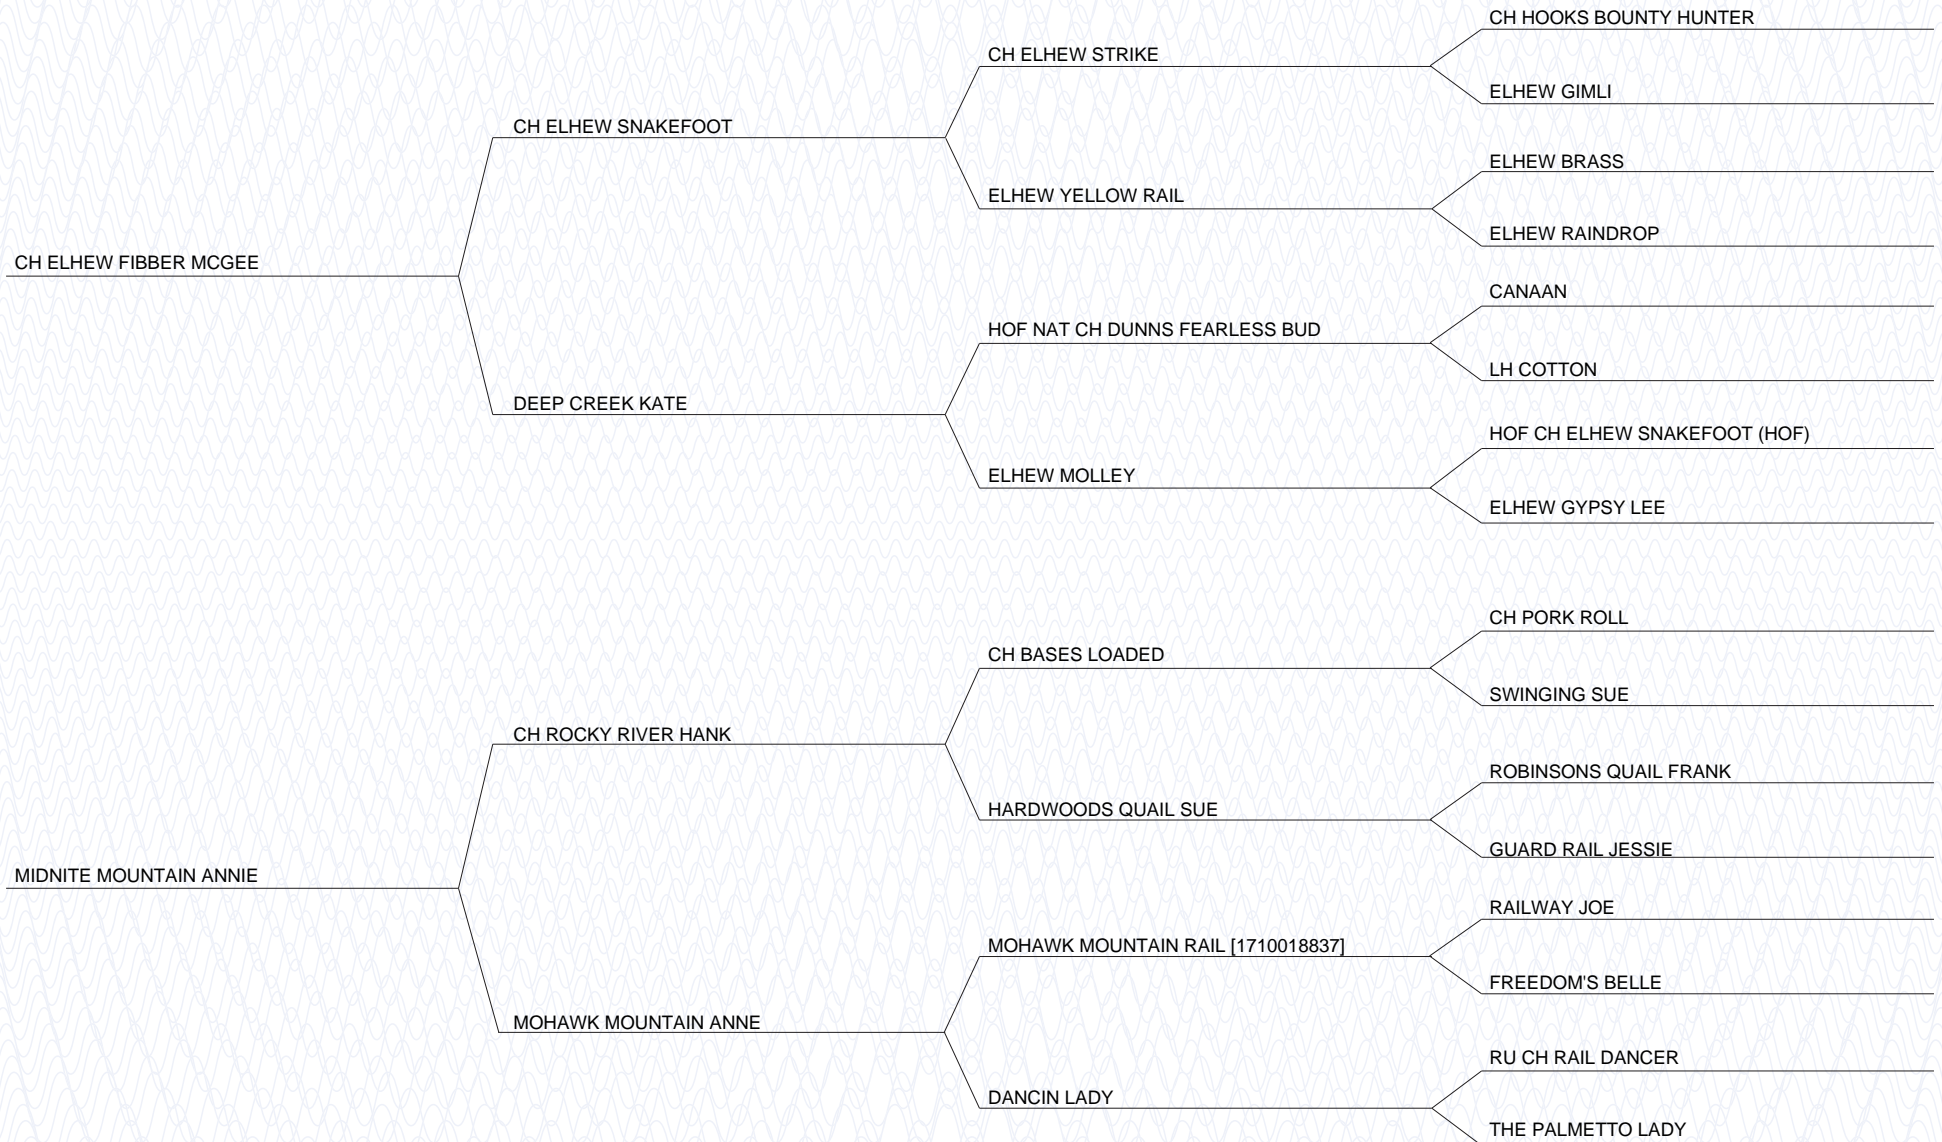 CH HOOKS BOUNTY HUNTER
CH ELHEW STRIKE
ELHEW GIMLI
CH ELHEW SNAKEFOOT
ELHEW BRASS
ELHEW YELLOW RAIL
ELHEW RAINDROP
CH ELHEW FIBBER MCGEE
CANAAN
HOF NAT CH DUNNS FEARLESS BUD
LH COTTON
DEEP CREEK KATE
HOF CH ELHEW SNAKEFOOT (HOF)
ELHEW MOLLEY
ELHEW GYPSY LEE
CH PORK ROLL
CH BASES LOADED
SWINGING SUE
CH ROCKY RIVER HANK
ROBINSONS QUAIL FRANK
HARDWOODS QUAIL SUE
GUARD RAIL JESSIE
MIDNITE MOUNTAIN ANNIE
RAILWAY JOE
MOHAWK MOUNTAIN RAIL [1710018837]
FREEDOM'S BELLE
MOHAWK MOUNTAIN ANNE
RU CH RAIL DANCER
DANCIN LADY
THE PALMETTO LADY